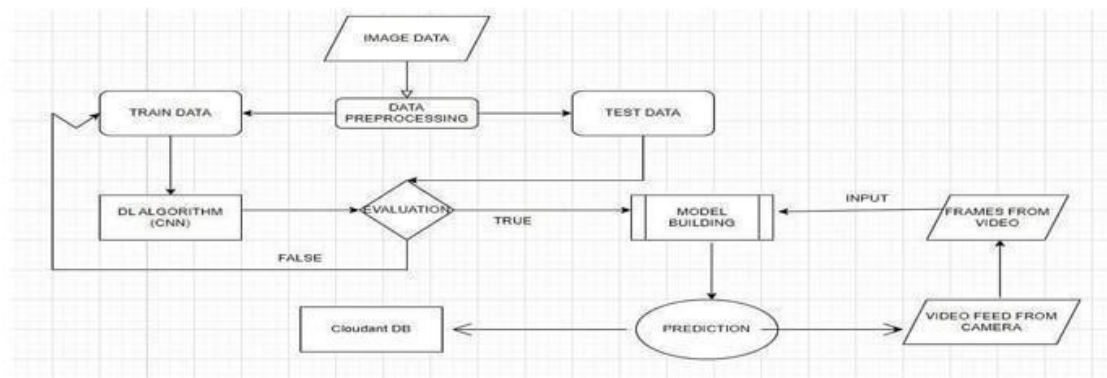 IMAGE DATA
TRAIN DATA
DATA
PREPROCESSING
TEST DATA
DL ALGORITHM
(CNN)
EVALUATION
TRUE
MODEL
BUILDING
INPUT
FRAMES FROM
VIDEO
FALSE
Cloudant DB
PREDICTION
VIDEO FEED FROM
CAMERA